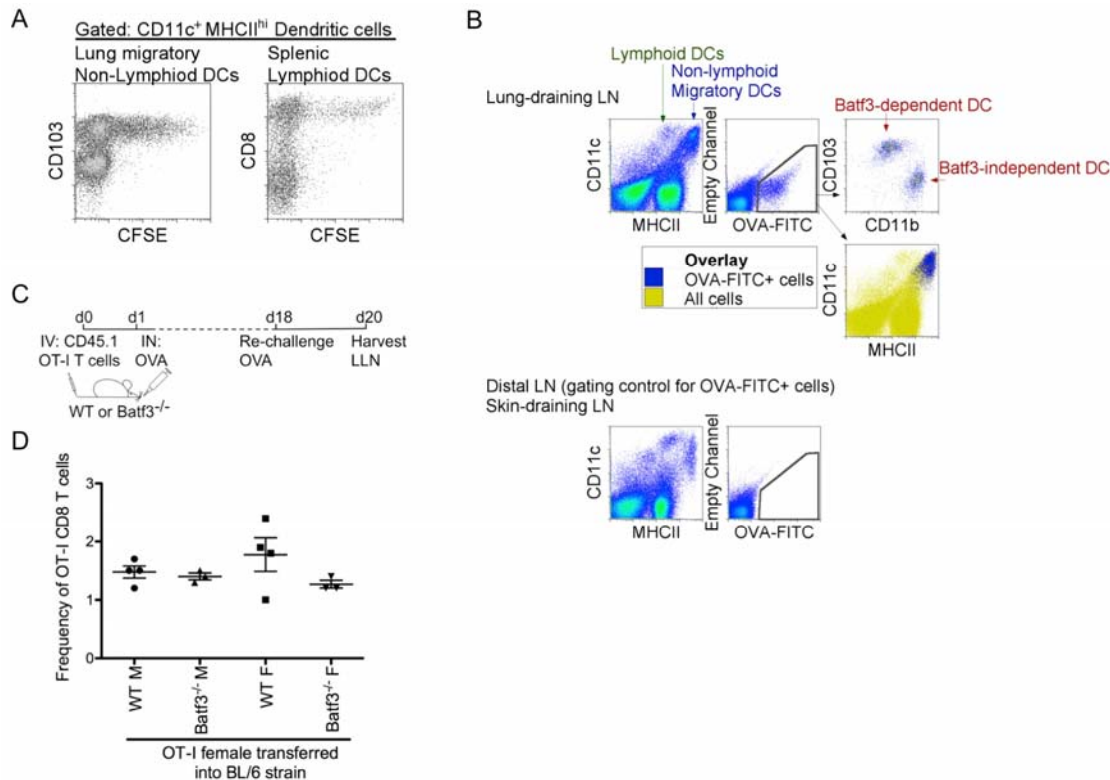 A
Gated: CD11c+ MHCIIhi Dendritic cells
Lung migratory
Non-Lymphiod DCs
Splenic
Lymphiod DCs
CD103
CFSE
CD8
CFSE
B
Lymphoid DCs
Non-lymphoid
Migratory DCs
Lung-draining LN
Batf3-dependent DC
Batf3-independent DC
CD11c
MHCII
Empty Channel
OVA-FITC
CD103
CD11b
Overlay
OVA-FITC+ cells
All cells
CD11c
MHCII
Distal LN (gating control for OVA-FITC+ cells)
Skin-draining LN
CD11c
MHCII
Empty Channel
OVA-FITC
C
d0 d1 d18 d20
IV: CD45.1 IN: Re-challenge Harvest
OT-I T cells OVA OVA LLN
WT or Batf3-/-
D
Frequency of OT-I CD8 T cells
3
2
1
0
WT M
Batf3-/- M
WT F
Batf3-/- F
OT-I female transferred
into BL/6 strain